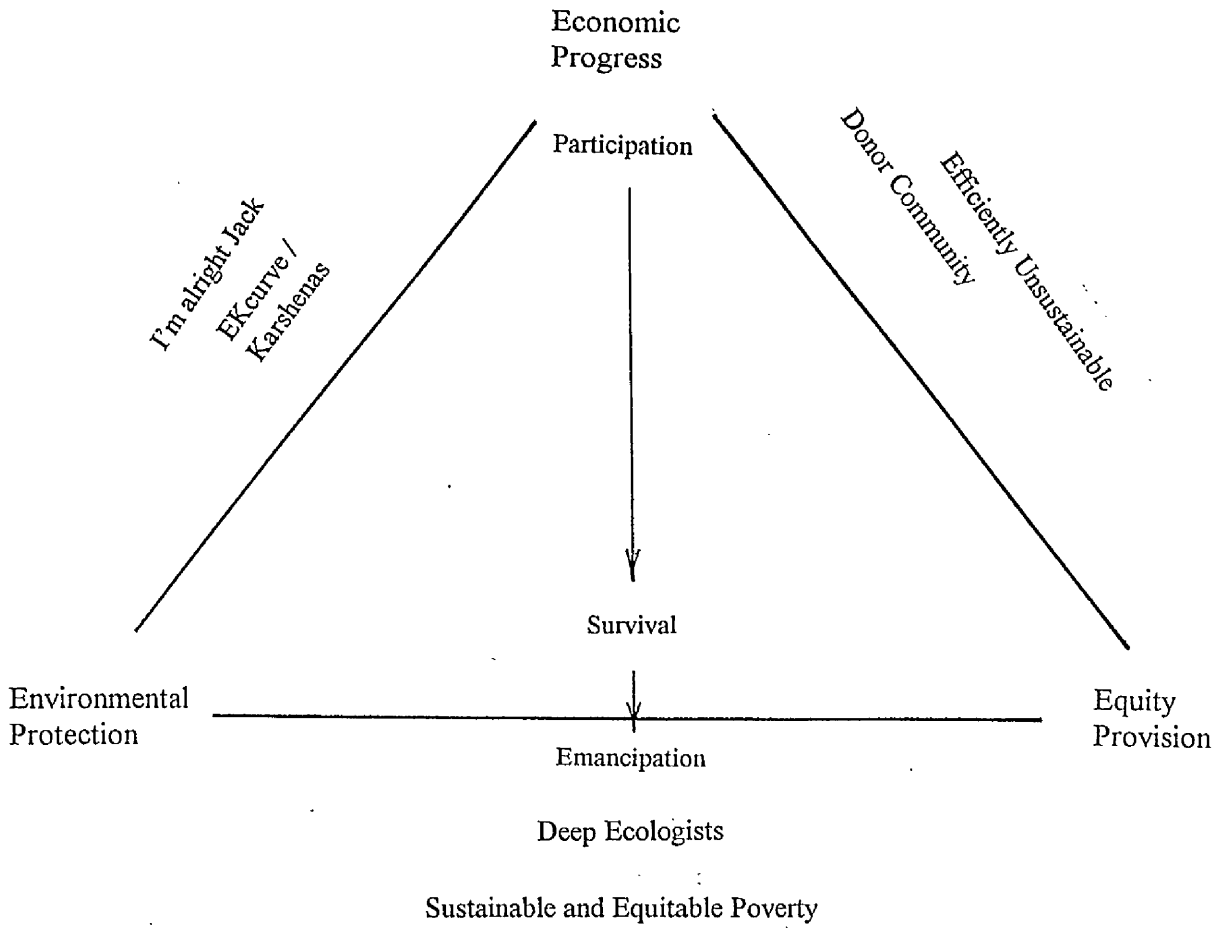 Economic
Progress
Participation
I'm alright Jack
EKcurve /
Karshenas
Donor Community
Efficiently Unsustainable
Survival
Environmental
Protection
Equity
Provision
Emancipation
Deep Ecologists
Sustainable and Equitable Poverty